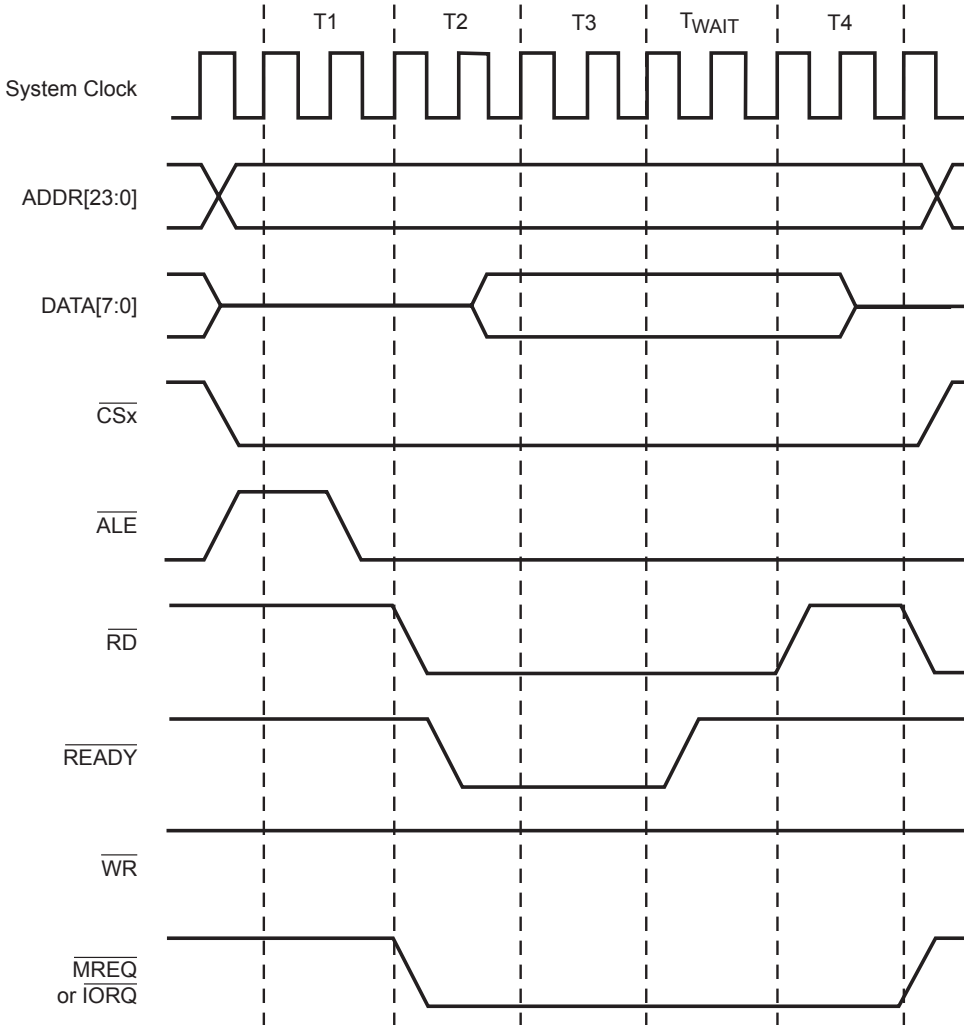 T1 T2 T3 TWAIT T4
System Clock
ADDR[23:0]
DATA[7:0]
CSx
ALE
RD
READY
WR
MREQ
or IORQ